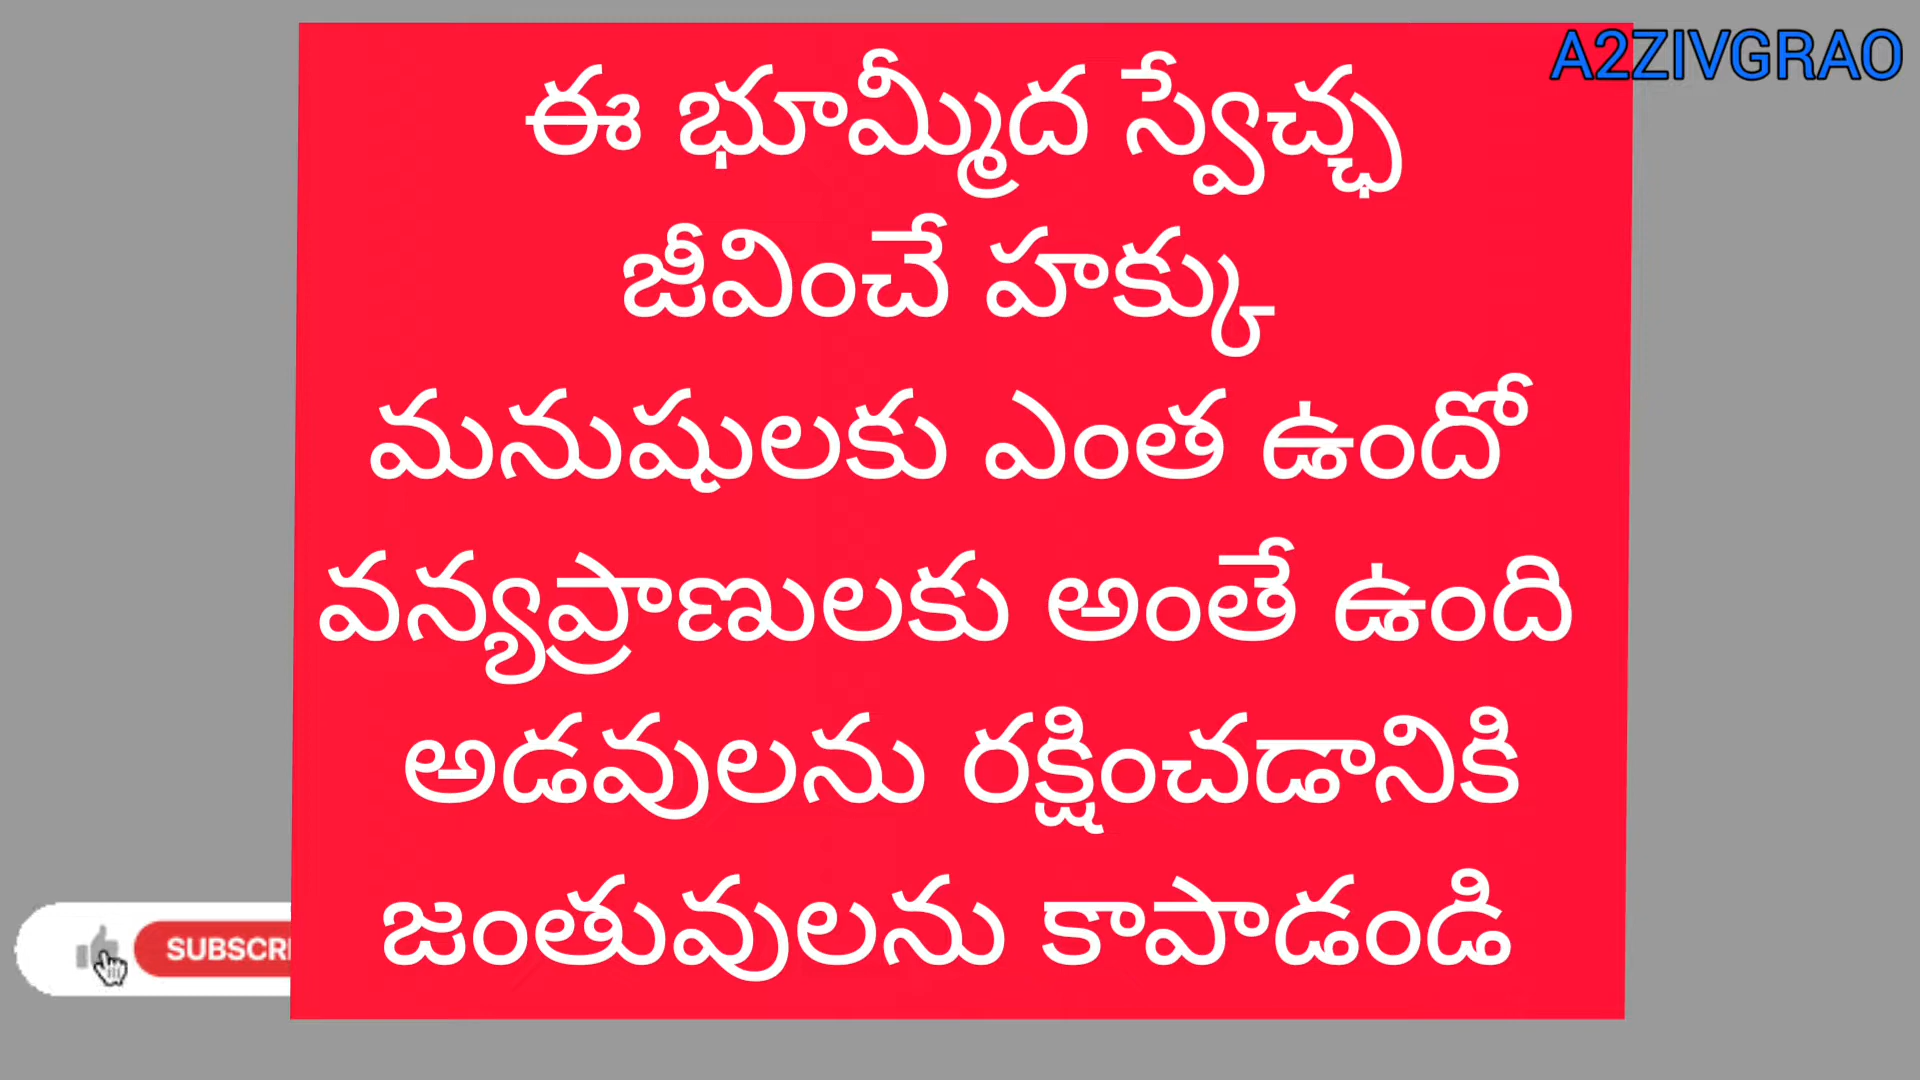 A2ZIVGRAO
ఈ భూమ్మీద స్వేచ్ఛ
జీవించే హక్కు
మనుషులకు ఎంత ఉందో
వన్యప్రాణులకు అంతే ఉంది
అడవులను రక్షించడానికి
జంతువులను కాపాడండి
SUBSCRI